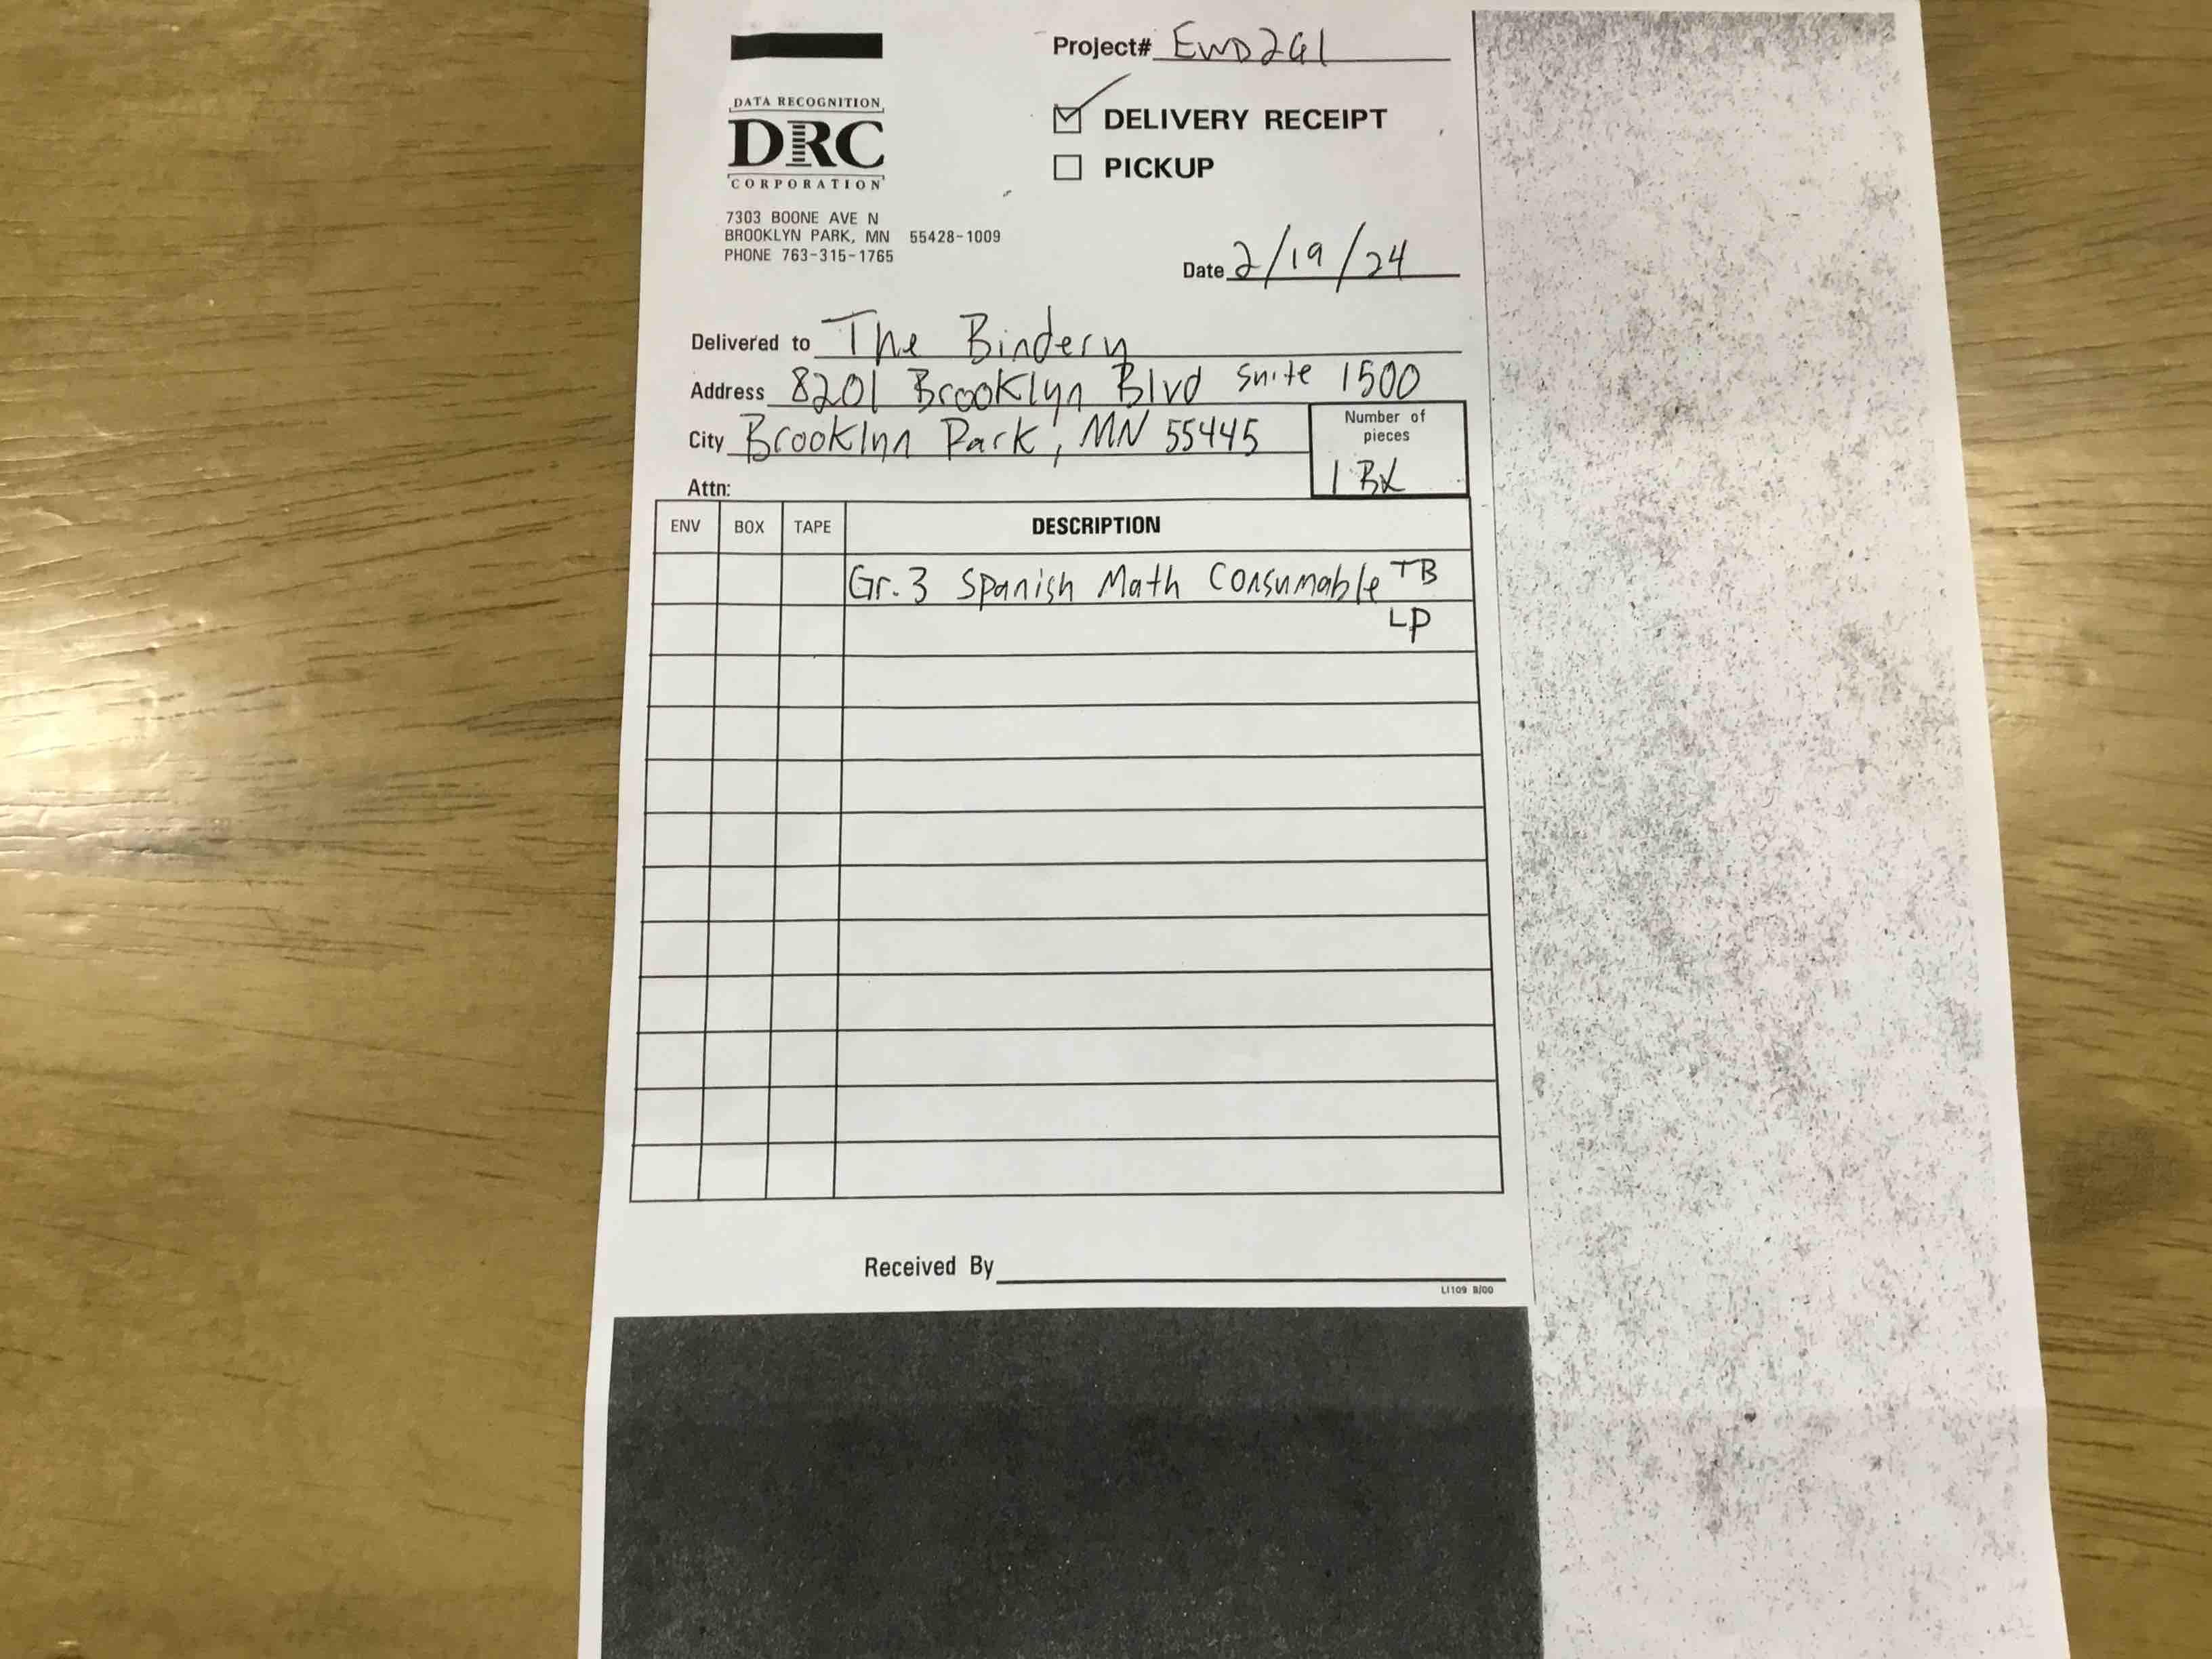 Project# EWD2G1
DATA RECOGNITION
DRC
CORPORATION
DELIVERY RECEIPT
PICKUP
7303 BOONE AVE N
BROOKLYN PARK, MN 55428-1009
PHONE 763-315-1765
Date 2/19/24
Delivered to The Bindery
Address 8201 Brooklyn Blvd Suite 1500
City Brooklyn Park, MN 55445
Number of
pieces
1 BX
Attn:
ENV BOX TAPE DESCRIPTION
Gr. 3 Spanish Math Consumable TB
LP
Received By
LI109 8/00